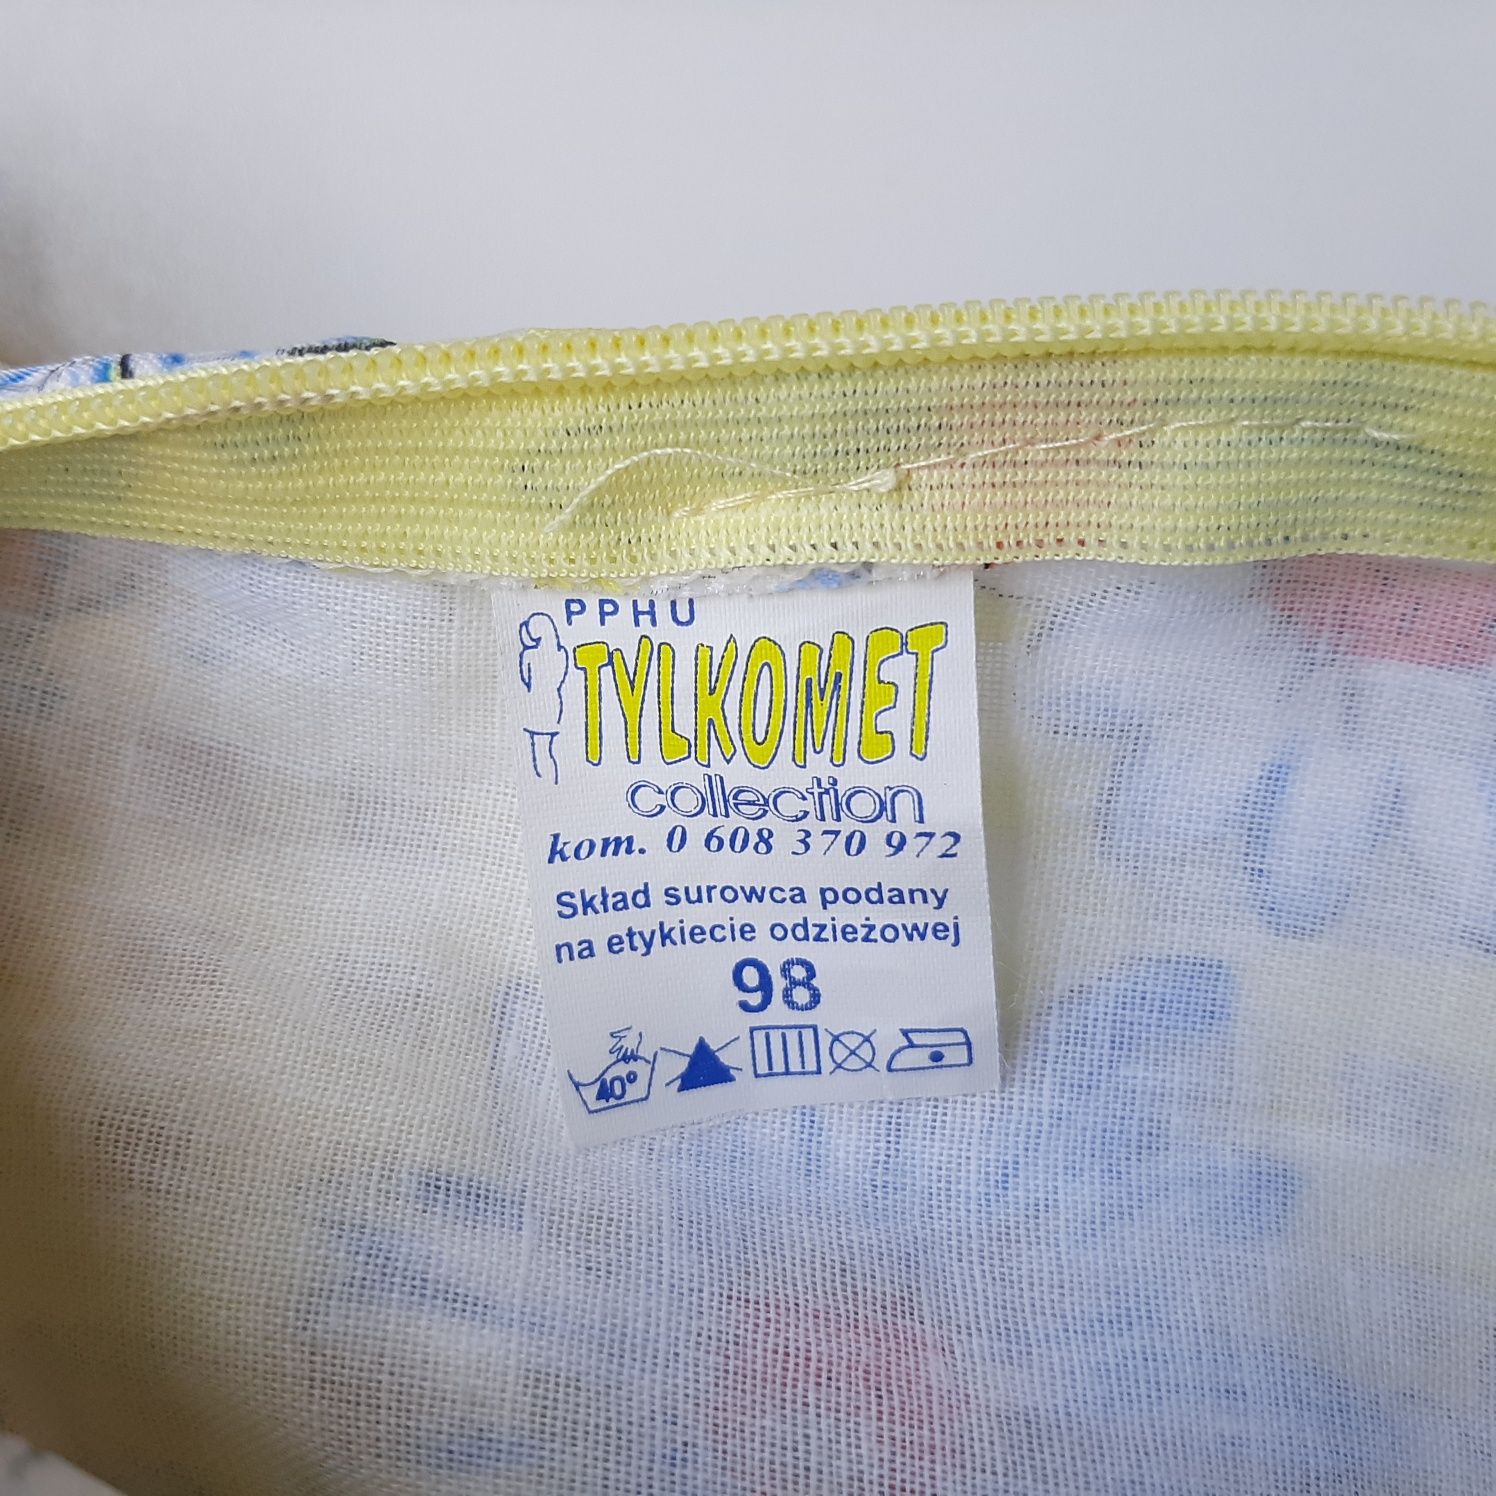 PPHU
TYLKOMET
collection
kom. 0 608 370 972
Skład surowca podany
na etykiecie odzieżowej
98
40°